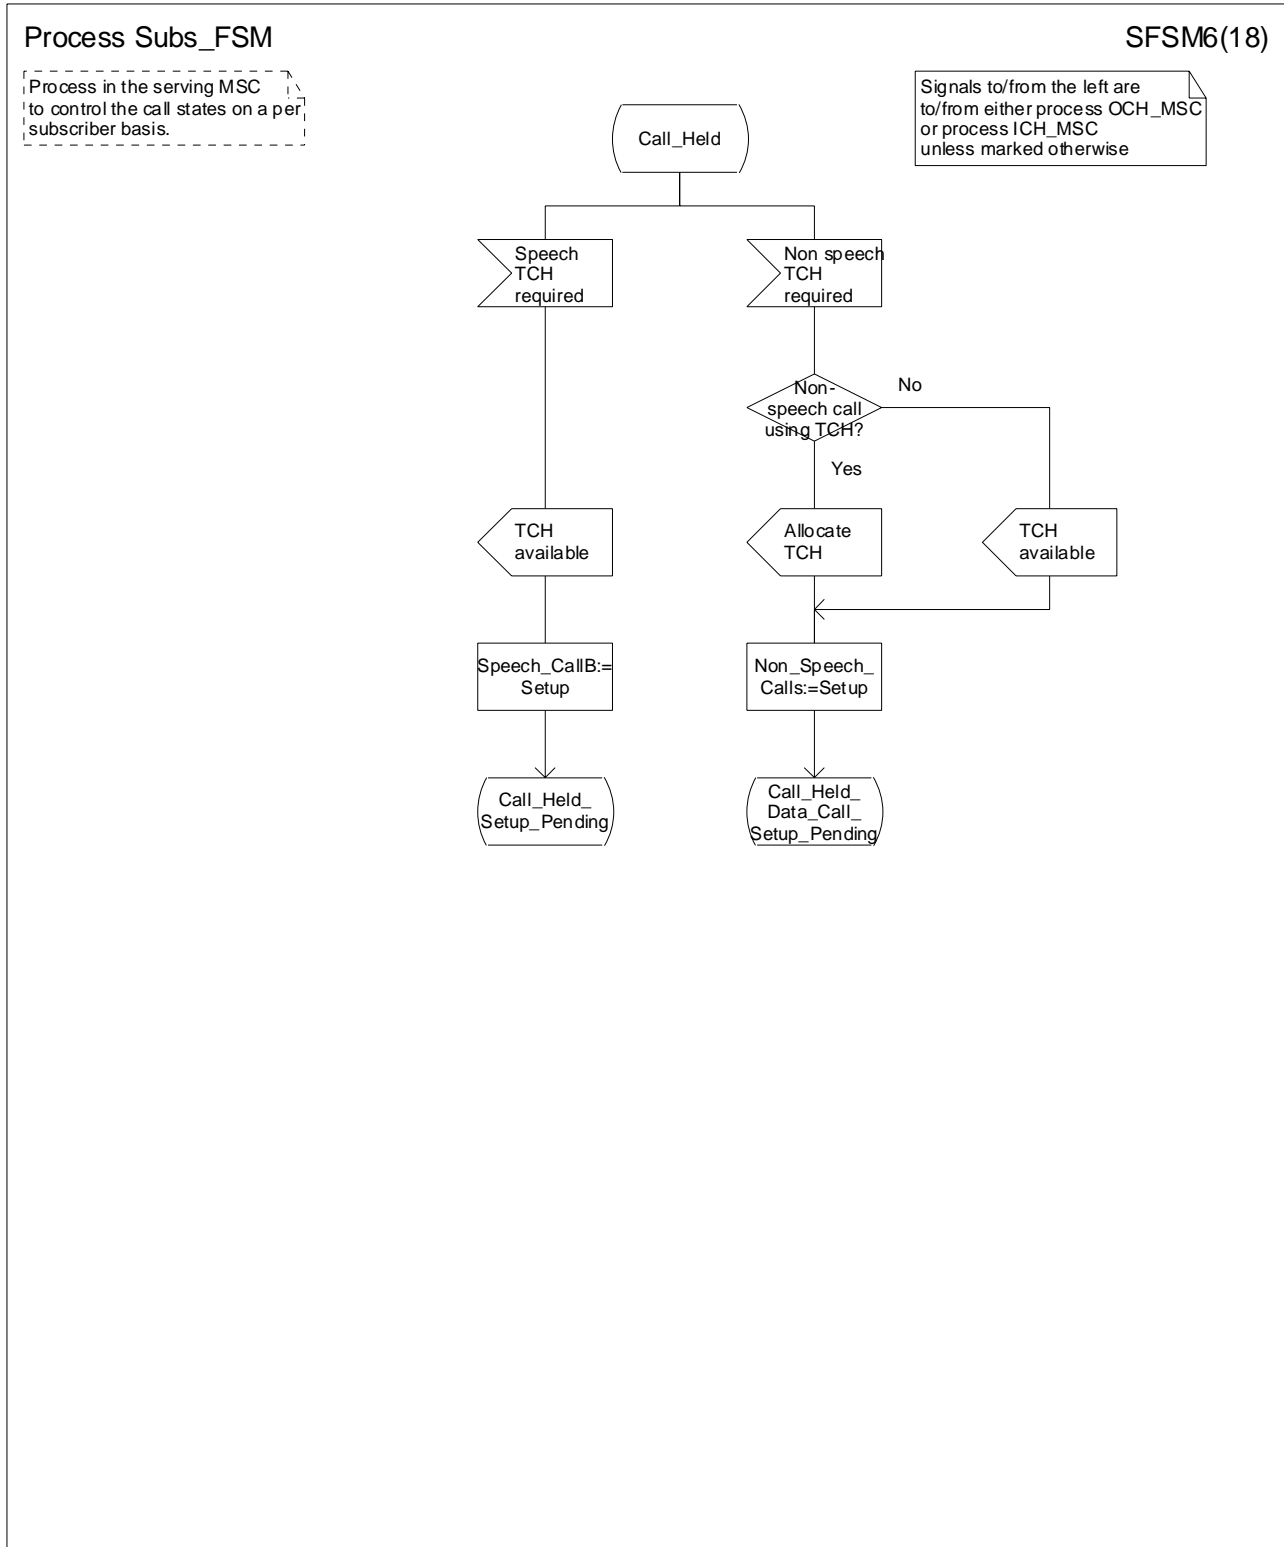 Process Subs_FSM
SFSM6(18)
Process in the serving MSC
to control the call states on a per
subscriber basis.
Signals to/from the left are
to/from either process OCH_MSC
or process ICH_MSC
unless marked otherwise
Call_Held
Speech
TCH
required
Non speech
TCH
required
Non-
speech call
using TCH?
No
Yes
TCH
available
Allocate
TCH
TCH
available
Speech_CallB:=
Setup
Non_Speech_
Calls:=Setup
Call_Held_
Setup_Pending
Call_Held_
Data_Call_
Setup_Pending